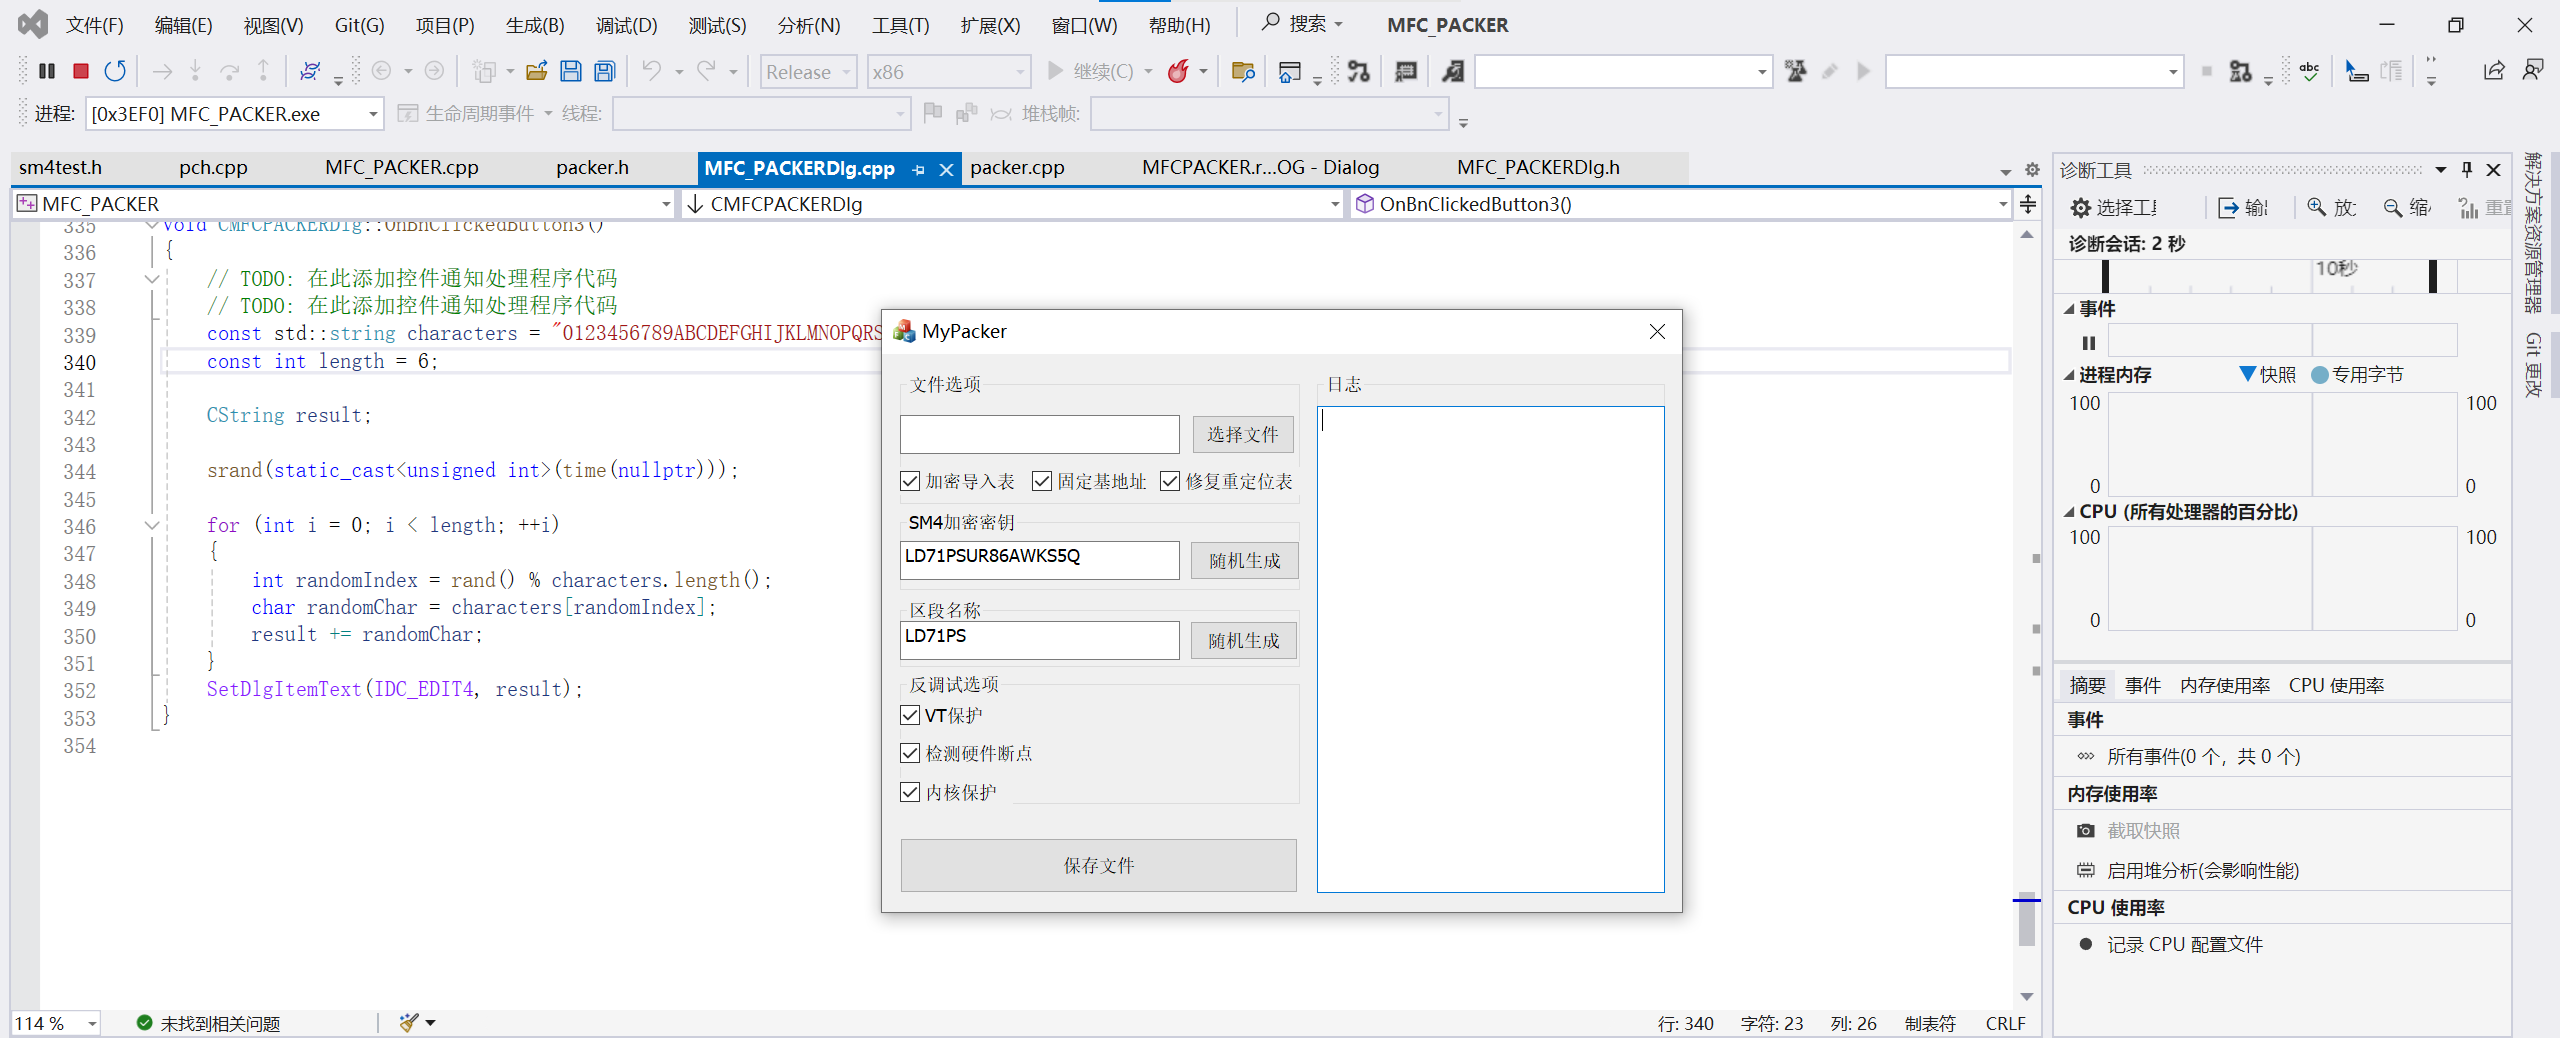 文件(F) 编辑(E) 视图(V) Git(G) 项目(P) 生成(B) 调试(D) 测试(S) 分析(N) 工具(T) 扩展(X) 窗口(W) 帮助(H) 搜索 MFC_PACKER
Release x86 继续(C) abc
进程: [0x3EF0] MFC_PACKER.exe 生命周期事件 线程: 堆栈帧:
sm4test.h pch.cpp MFC_PACKER.cpp packer.h MFC_PACKERDlg.cpp packer.cpp MFCPACKER.r...OG - Dialog MFC_PACKERDlg.h
MFC_PACKER CMFCPACKERDlg OnBnClickedButton3()
335 void CMFCPACKERDlg::OnBnClickedButton3()
336 {
337 // TODO: 在此添加控件通知处理程序代码
338 // TODO: 在此添加控件通知处理程序代码
339 const std::string characters = "0123456789ABCDEFGHIJKLMNOPQRS
340 const int length = 6;
341
342 CString result;
343
344 srand(static_cast<unsigned int>(time(nullptr)));
345
346 for (int i = 0; i < length; ++i)
347 {
348 int randomIndex = rand() % characters.length();
349 char randomChar = characters[randomIndex];
350 result += randomChar;
351 }
352 SetDlgItemText(IDC_EDIT4, result);
353 }
354
MyPacker
文件选项
选择文件
加密导入表 固定基地址 修复重定位表
SM4加密密钥
LD71PSUR86AWKS5Q 随机生成
区段名称
LD71PS 随机生成
反调试选项
VT保护
检测硬件断点
内核保护
保存文件
日志
诊断工具
选择工 输 放 缩 重置
诊断会话: 2 秒
10秒
事件
进程内存 快照 专用字节
100 100
0 0
CPU (所有处理器的百分比)
100 100
0 0
摘要 事件 内存使用率 CPU 使用率
事件
所有事件(0 个，共 0 个)
内存使用率
截取快照
启用堆分析(会影响性能)
CPU 使用率
记录 CPU 配置文件
解决方案资源管理器
Git 更改
114 % 未找到相关问题 行: 340 字符: 23 列: 26 制表符 CRLF